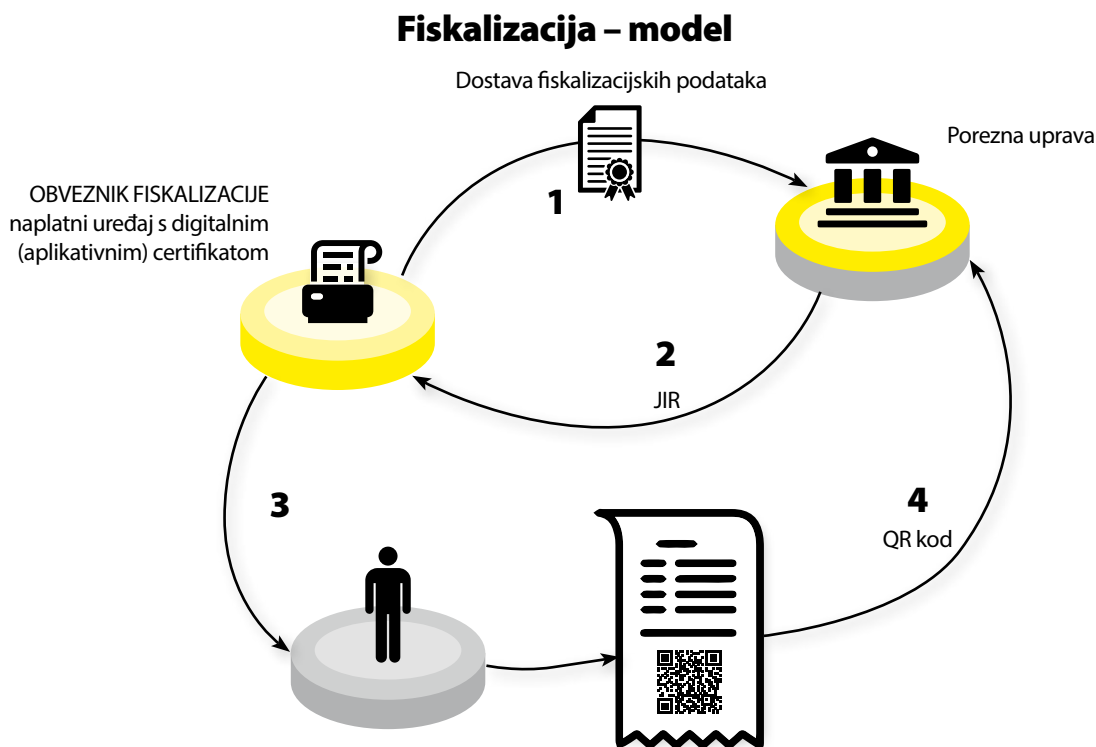 Fiskalizacija – model
Dostava fiskalizacijskih podataka
Porezna uprava
1
OBVEZNIK FISKALIZACIJE
naplatni uređaj s digitalnim
(aplikativnim) certifikatom
2
JIR
3
4
QR kod